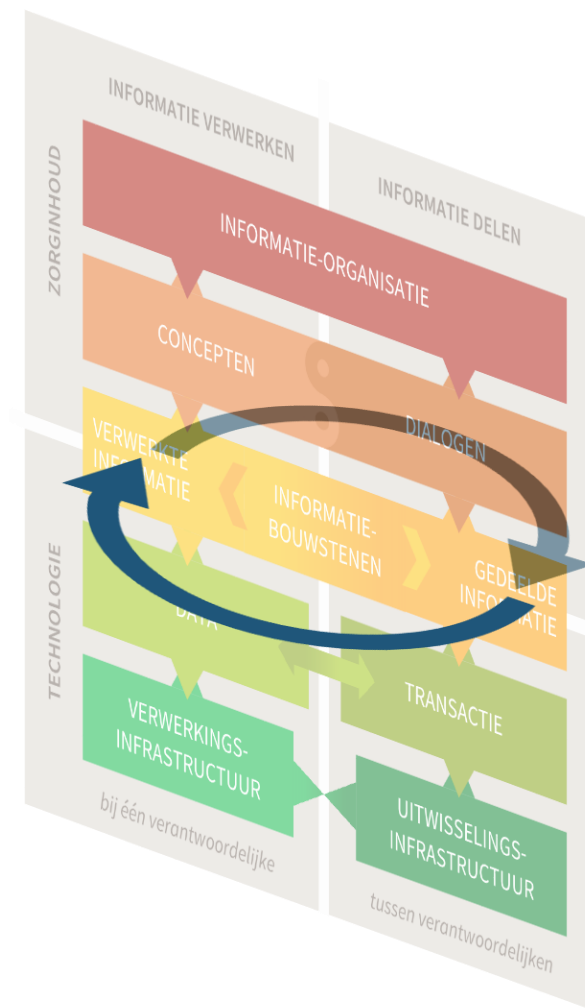 INFORMATIE VERWERKEN
INFORMATIE DELEN
ZORGINHOUD
INFORMATIE-ORGANISATIE
CONCEPTEN
DIALOGEN
VERWERKTE
INFORMATIE
INFORMATIE-
BOUWSTENEN
GEDEELDE
INFORMATIE
TECHNOLOGIE
DATA
TRANSACTIE
VERWERKINGS-
INFRASTRUCTUUR
UITWISSELINGS-
INFRASTRUCTUUR
bij één verantwoordelijke
tussen verantwoordelijken